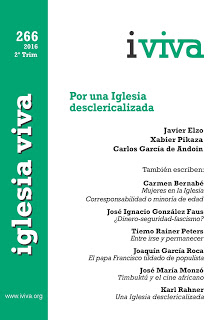 266
2016
2º Trim
iglesia viva
www.iviva.org
iviva
Por una Iglesia
desclericalizada
Javier Elzo
Xabier Pikaza
Carlos García de Andoin
También escriben:
Carmen Bernabé
Mujeres en la Iglesia
Corresponsabilidad o minoría de edad
José Ignacio González Faus
¿Dinero-seguridad=fascismo?
Tiemo Rainer Peters
Entre irse y permanecer
Joaquín García Roca
El papa Francisco tildado de populista
José María Monzó
Timbuktú y el cine africano
Karl Rahner
Una Iglesia desclericalizada